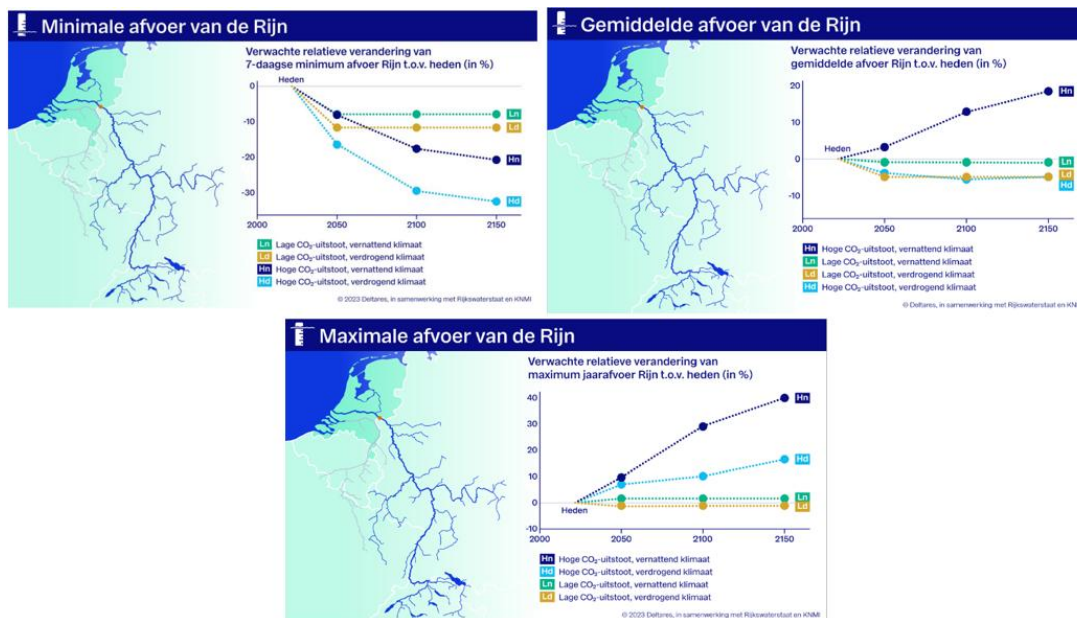 Minimale afvoer van de Rijn
Verwachte relatieve verandering van
7-daagse minimum afvoer Rijn t.o.v. heden (in %)
Heden
0
-10
-20
-30
2000
2050
2100
2150
Ln
Ld
Hn
Hd
Ln Lage CO₂-uitstoot, vernattend klimaat
Ld Lage CO₂-uitstoot, verdrogend klimaat
Hn Hoge CO₂-uitstoot, vernattend klimaat
Hd Hoge CO₂-uitstoot, verdrogend klimaat
© 2023 Deltares, in samenwerking met Rijkswaterstaat en KNMI
Gemiddelde afvoer van de Rijn
Verwachte relatieve verandering van
gemiddelde afvoer Rijn t.o.v. heden (in %)
20
10
Heden
0
-10
2000
2050
2100
2150
Hn
Ln
Ld
Hd
Hn Hoge CO₂-uitstoot, vernattend klimaat
Ln Lage CO₂-uitstoot, vernattend klimaat
Ld Lage CO₂-uitstoot, verdrogend klimaat
Hd Hoge CO₂-uitstoot, verdrogend klimaat
© Deltares, in samenwerking met Rijkswaterstaat en KN
Maximale afvoer van de Rijn
Verwachte relatieve verandering van
maximum jaarafvoer Rijn t.o.v. heden (in %)
40
30
20
10
0
Heden
-10
2000
2050
2100
2150
Hn
Hd
Ln
Ld
Hn Hoge CO₂-uitstoot, vernattend klimaat
Hd Hoge CO₂-uitstoot, verdrogend klimaat
Ln Lage CO₂-uitstoot, vernattend klimaat
Ld Lage CO₂-uitstoot, verdrogend klimaat
© 2023 Deltares, in samenwerking met Rijkswaterstaat en KNMI